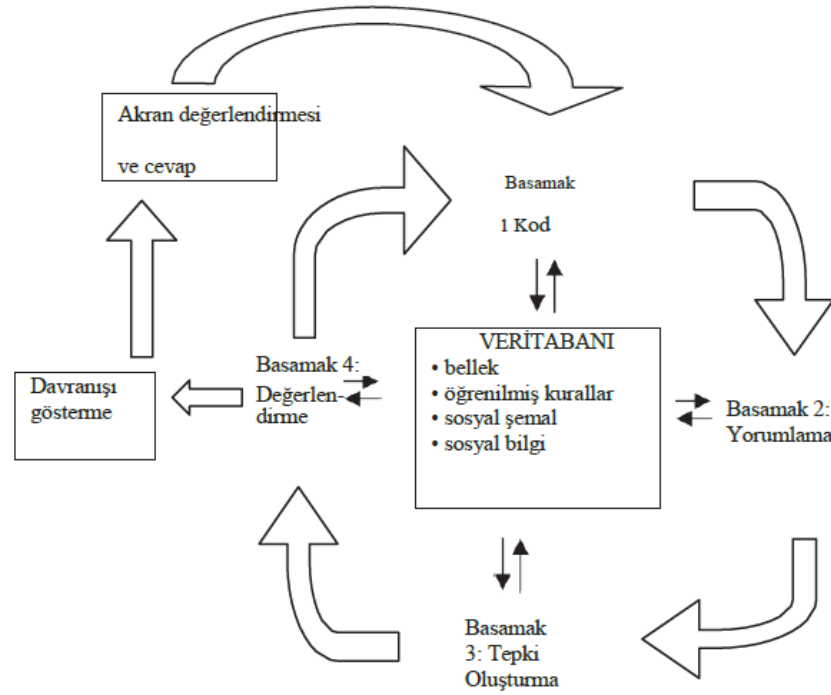 Akran değerlendirmesi
ve cevap
Basamak
1 Kod
VERİTABANI
• bellek
• öğrenilmiş kurallar
• sosyal şemal
• sosyal bilgi
Basamak 4:
Değerlen-
dirme
Davranışı
gösterme
Basamak 2:
Yorumlama
Basamak
3: Tepki
Oluşturma